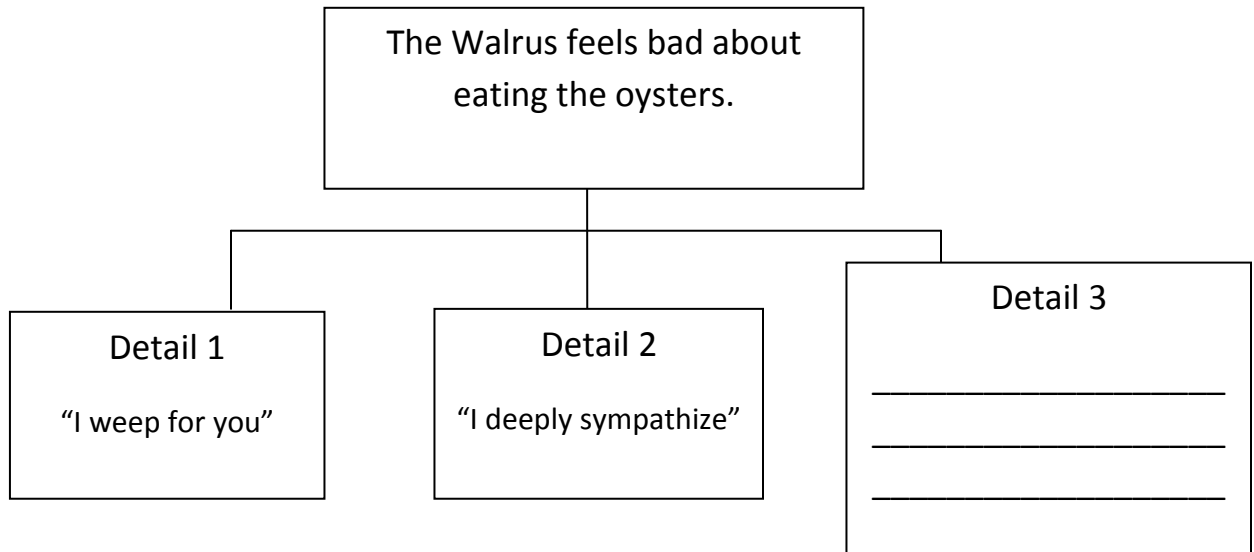 The Walrus feels bad about
eating the oysters.
Detail 1
“I weep for you”
Detail 2
“I deeply sympathize”
Detail 3